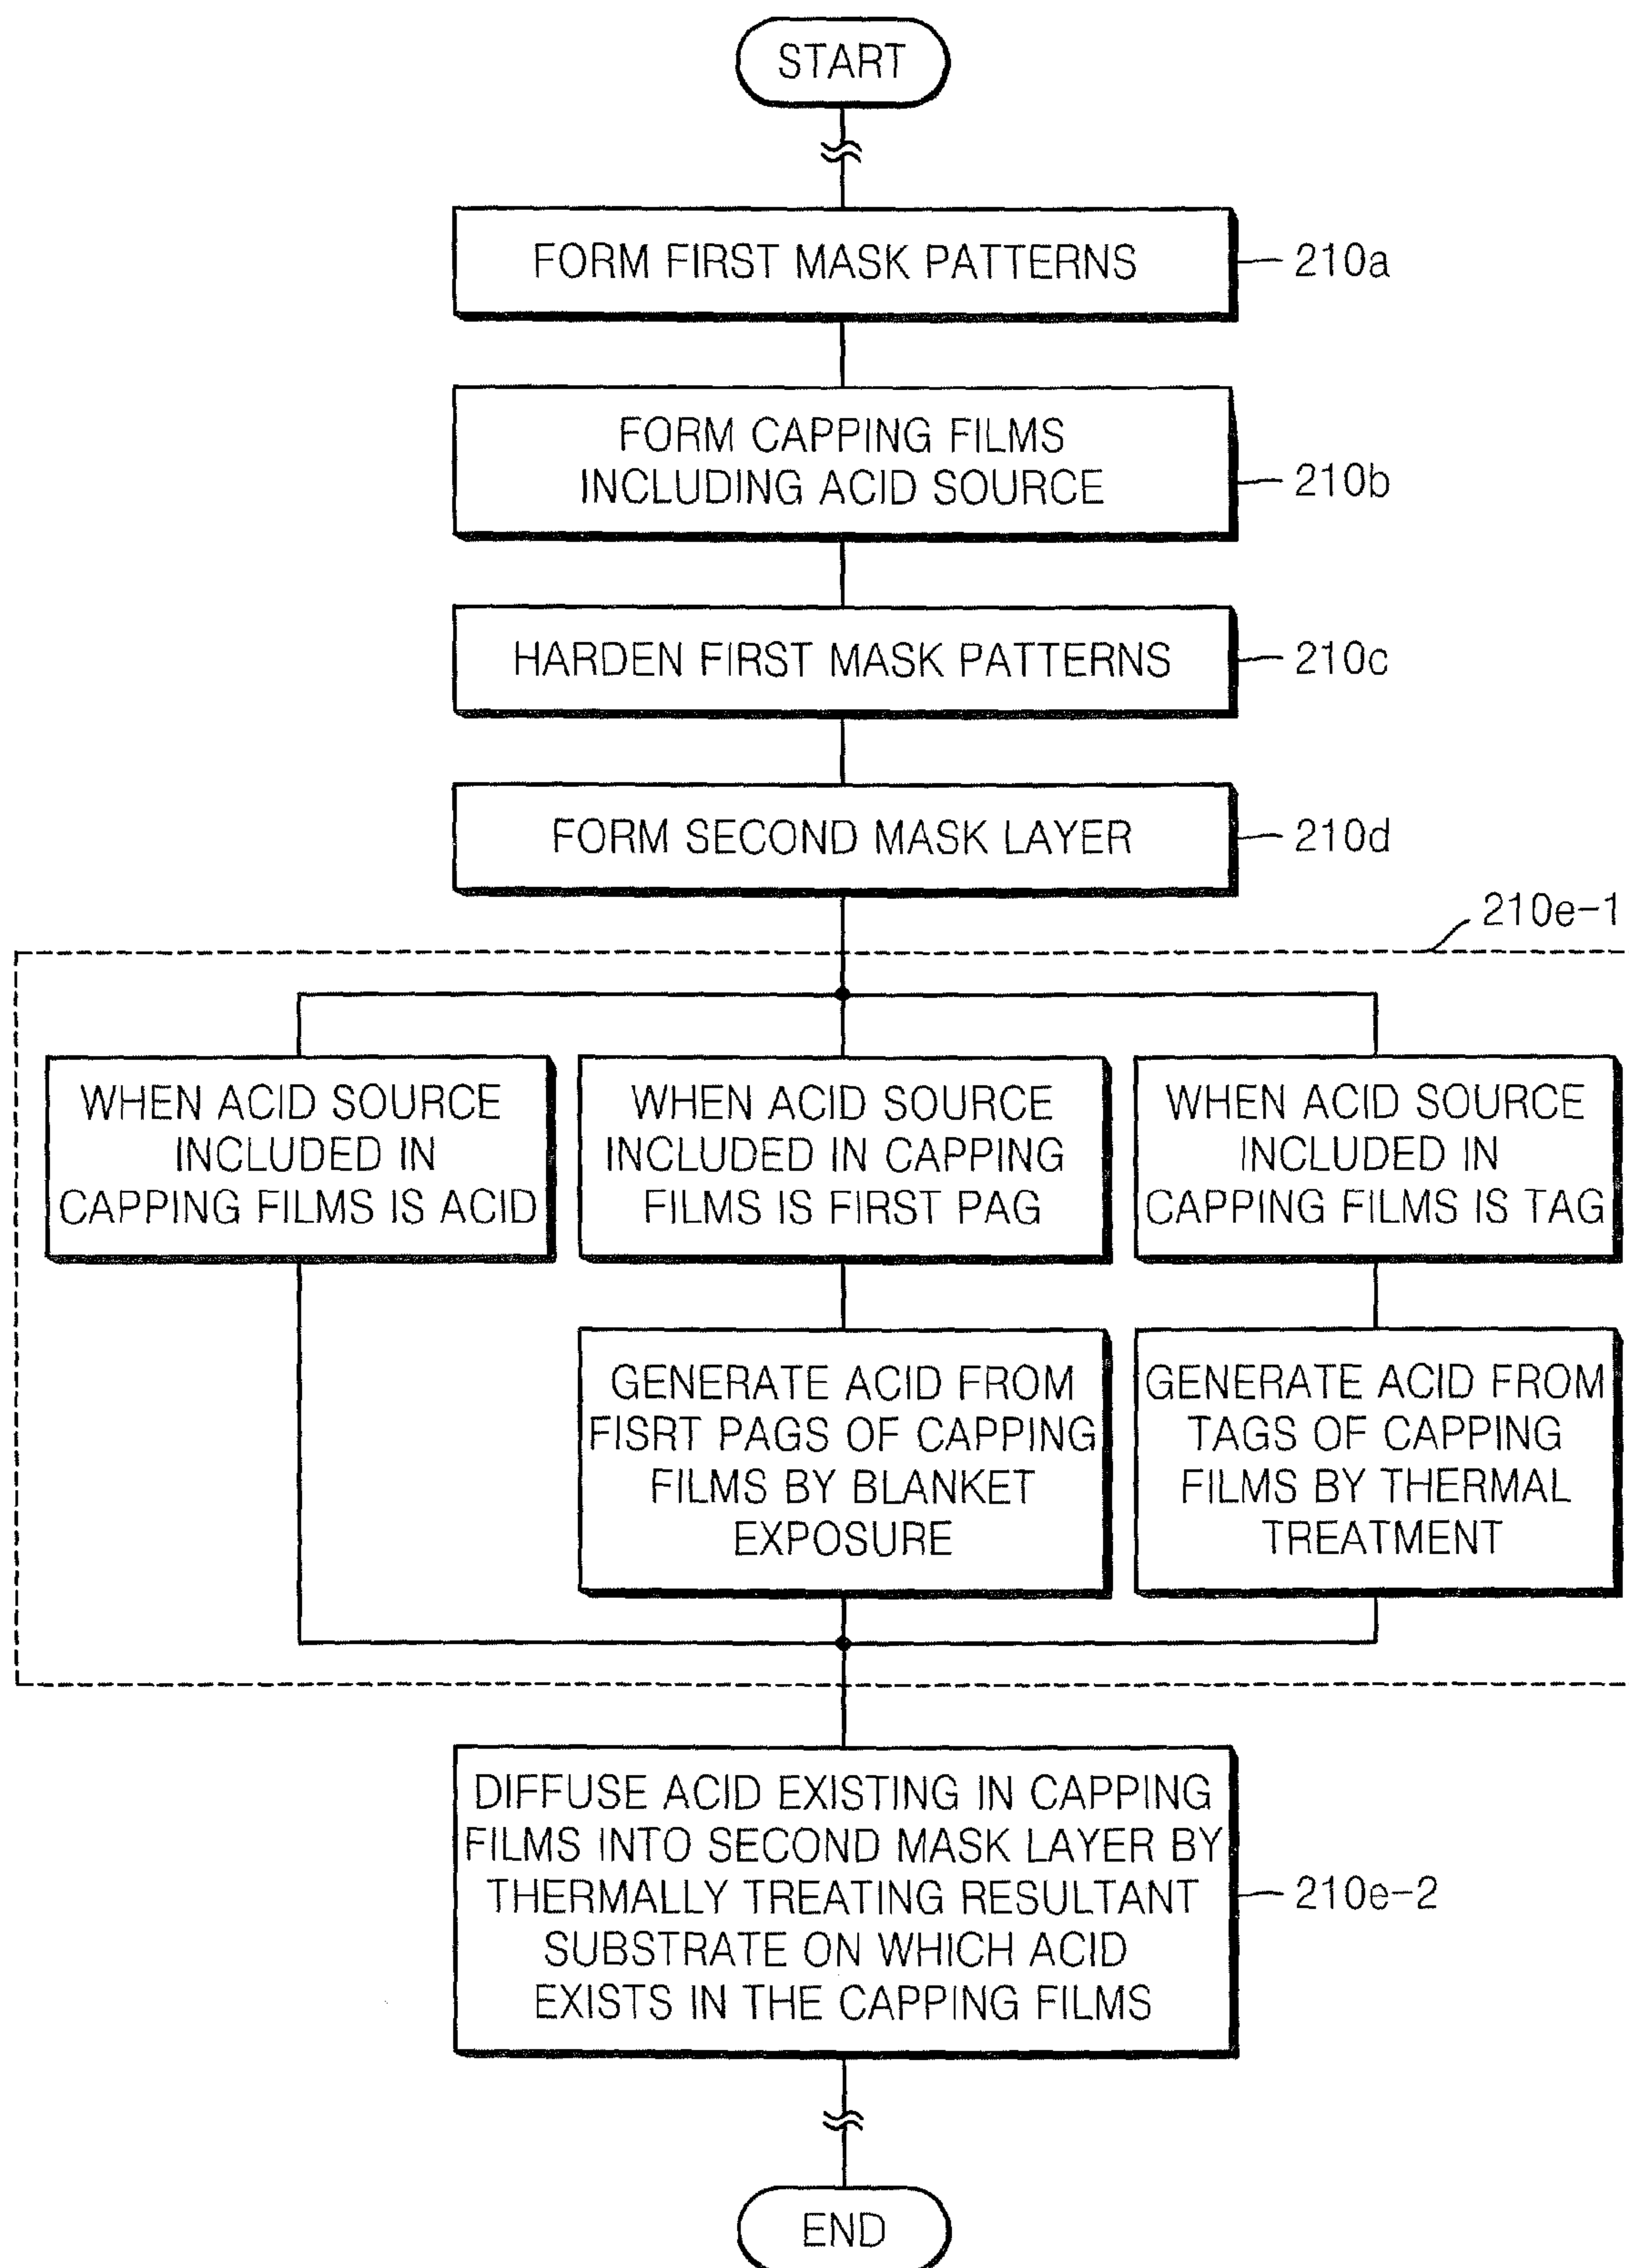 START
FORM FIRST MASK PATTERNS
210a
FORM CAPPING FILMS
INCLUDING ACID SOURCE
210b
HARDEN FIRST MASK PATTERNS
210c
FORM SECOND MASK LAYER
210d
210e-1
WHEN ACID SOURCE
INCLUDED IN
CAPPING FILMS IS ACID
WHEN ACID SOURCE
INCLUDED IN CAPPING
FILMS IS FIRST PAG
WHEN ACID SOURCE
INCLUDED IN
CAPPING FILMS IS TAG
GENERATE ACID FROM
FISRT PAGS OF CAPPING
FILMS BY BLANKET
EXPOSURE
GENERATE ACID FROM
TAGS OF CAPPING
FILMS BY THERMAL
TREATMENT
DIFFUSE ACID EXISTING IN CAPPING
FILMS INTO SECOND MASK LAYER BY
THERMALLY TREATING RESULTANT
SUBSTRATE ON WHICH ACID
EXISTS IN THE CAPPING FILMS
210e-2
END